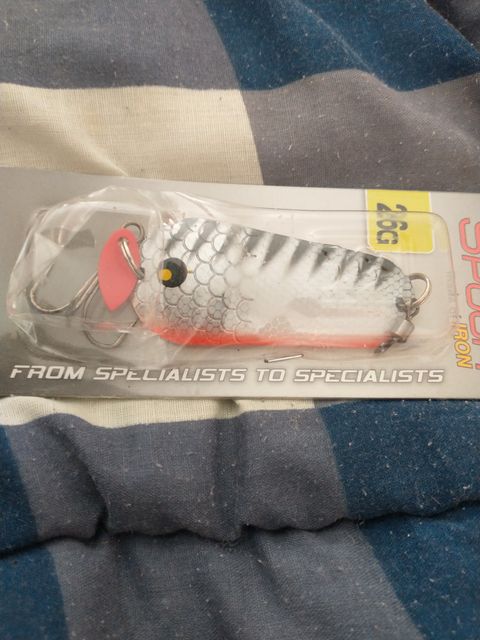 26G
SPOON
IRON
FROM SPECIALISTS TO SPECIALISTS